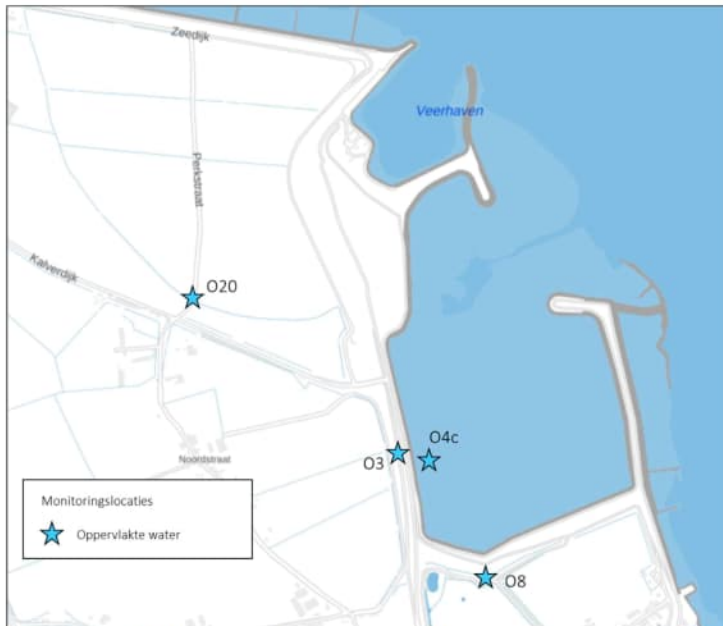 Zeedijk
Veerhaven
Perkstraat
Kalverdijk
O20
O4c
O3
Noordstraat
Monitoringslocaties
Oppervlakte water
O8